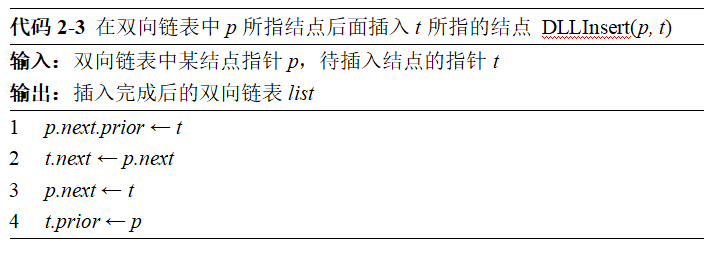 代码 2-3 在双向链表中 p 所指结点后面插入 t 所指的结点 DLLInsert(p, t)
输入：双向链表中某结点指针 p，待插入结点的指针 t
输出：插入完成后的双向链表 list
1 p.next.prior ← t
2 t.next ← p.next
3 p.next ← t
4 t.prior ← p